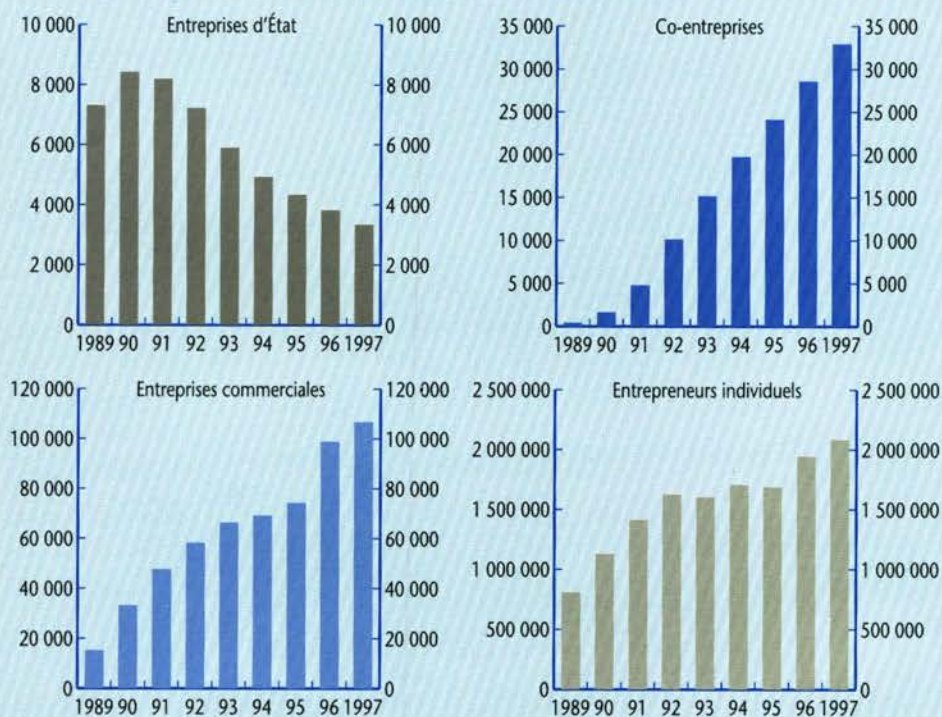 Entreprises d'État
10 000 10 000
8 000 8 000
6 000 6 000
4 000 4 000
2 000 2 000
0 0
1989 90 91 92 93 94 95 96 1997
Co-entreprises
35 000 35 000
30 000 30 000
25 000 25 000
20 000 20 000
15 000 15 000
10 000 10 000
5 000 5 000
0 0
1989 90 91 92 93 94 95 96 1997
Entreprises commerciales
120 000 120 000
100 000 100 000
80 000 80 000
60 000 60 000
40 000 40 000
20 000 20 000
0 0
1989 90 91 92 93 94 95 96 1997
Entrepreneurs individuels
2 500 000 2 500 000
2 000 000 2 000 000
1 500 000 1 500 000
1 000 000 1 000 000
500 000 500 000
0 0
1989 90 91 92 93 94 95 96 1997